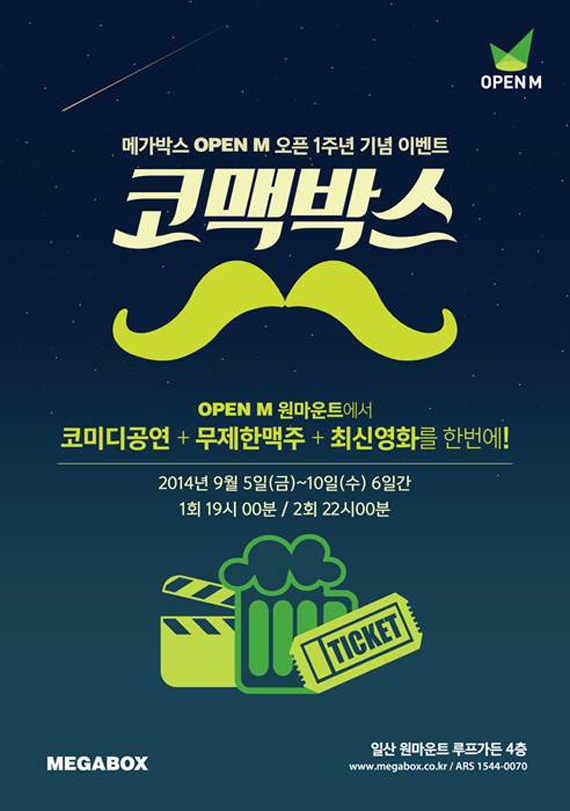 OPEN M
메가박스 OPEN M 오픈 1주년 기념 이벤트
코맥박스
OPEN M 원마운트에서
코미디공연 + 무제한맥주 + 최신영화를 한번에!
2014년 9월 5일(금)~10일(수) 6일간
1회 19시 00분 / 2회 22시00분
TICKET
일산 원마운트 루프가든 4층
MEGABOX
www.megabox.co.kr / ARS 1544-0070